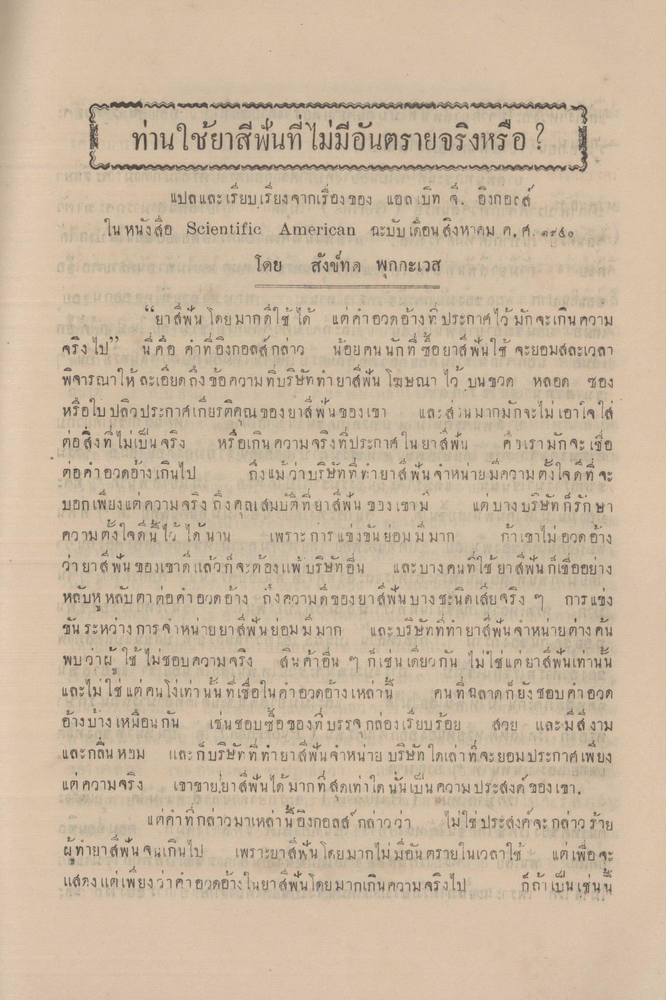 ท่านใช้ยาสีฟันที่ไม่มีอันตรายจริงหรือ ?
แปลและเรียบเรียงจากเรื่องของ แอลเบิท จี. อิงกอลส์
ในหนังสือ Scientific American ฉะบับเดือนสิงหาคม ค.ศ.
โดย สังข์ทด พุกกะเวส
“ยาสีฟันโดยมากดีใช้ได้ แต่คำอวดอ้างที่ประกาศไว้มักจะเกินความ
จริงไป” นี่คือ คำที่อิงกอลส์กล่าว น้อยคนนักที่ซื้อยาสีฟันใช้ จะยอมสละเวลา
พิจารณาให้ละเอียดถึงข้อความที่บริษัททำยาสีฟันโฆษณาไว้บนขวด หลอด ซอง
หรือใบปลิวประกาศเกียรติคุณของยาสีฟันของเขา และส่วนมากมักจะไม่เอาใจใส่
ต่อสิ่งที่ไม่เป็นจริง หรือเกินความจริงที่ประกาศในยาสีฟัน คือเรามักจะเชื่อ
ต่อคำอวดอ้างเกินไป ถึงแม้ว่าบริษัทที่ทำยาสีฟันจำหน่ายมีความตั้งใจดีที่จะ
บอกเพียงแต่ความจริงถึงคุณสมบัติที่ยาสีฟันของเขามี แต่บางบริษัทก็รักษา
ความตั้งใจดีนี้ไว้ได้นาน เพราะการแข่งขันย่อมมีมาก ถ้าเขาไม่อวดอ้าง
ว่ายาสีฟันของเขาดีแล้วก็จะต้องแพ้บริษัทอื่น และบางคนที่ใช้ยาสีฟันก็เชื่ออย่าง
หลับหูหลับตาต่อคำอวดอ้าง ถึงความดีของยาสีฟันบางชะนิดเสียจริง ๆ การแข่ง
ขันระหว่างการจำหน่ายยาสีฟันย่อมมีมาก และบริษัทที่ทำยาสีฟันจำหน่ายต่างค้น
พบว่าผู้ใช้ไม่ชอบความจริง สินค้าอื่น ๆ ก็เช่นเดียวกัน ไม่ใช่แต่ยาสีฟันเท่านั้น
และไม่ใช่แต่คนโง่เท่านั้นที่เชื่อในคำอวดอ้างเหล่านี้ คนที่ฉลาดก็ยังชอบคำอวด
อ้างบ้างเหมือนกัน เช่นชอบซื้อของที่บรรจุกล่องเรียบร้อย สวย และมีสีงาม
และกลิ่นหอม และก็บริษัทที่ทำยาสีฟันจำหน่าย บริษัทใดเล่าที่จะยอมประกาศเพียง
แต่ความจริง เขาขายยาสีฟันได้มากที่สุดเท่าใดนั่นเป็นความประสงค์ของเขา.
แต่คำที่กล่าวมาเหล่านี้อิงกอลส์กล่าวว่า ไม่ใช่ประสงค์จะกล่าวร้าย
ผู้ทำยาสีฟันจนเกินไป เพราะยาสีฟันโดยมากไม่มีอันตรายในเวลาใช้ แต่เพื่อจะ
แสดงแต่เพียงว่าคำอวดอ้างในยาสีฟันโดยมากเกินความจริงไป ก็ถ้าเป็นเช่นนี้